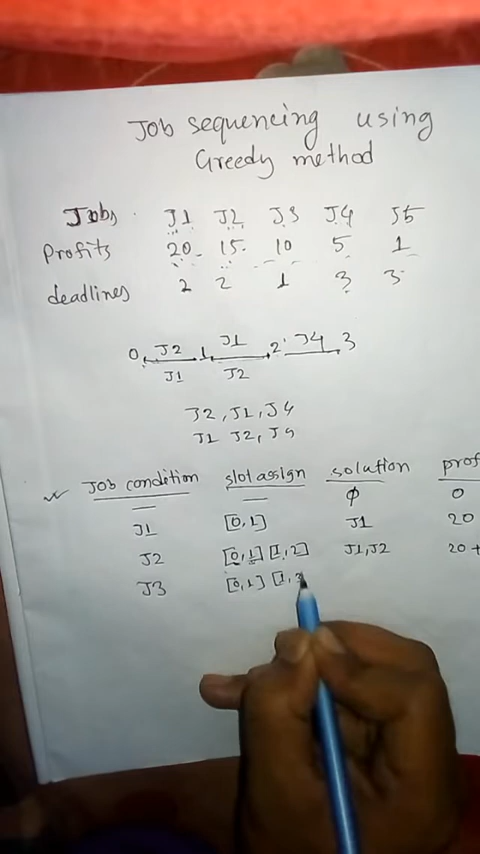 Job sequencing using
Greedy method
Jobs J1 J2 J3 J4 J5
Profits 20 15 10 5 1
deadlines 2 2 1 3 3
0 J2 1 J1 2 J4 3
J1 J2
J2, J1, J4
J1 J2, J4
Job condition slot assign solution prof
ϕ 0
J1 [0,1] J1 20
J2 [0,1] [1,2] J1, J2 20+
J3 [0,1] [1,